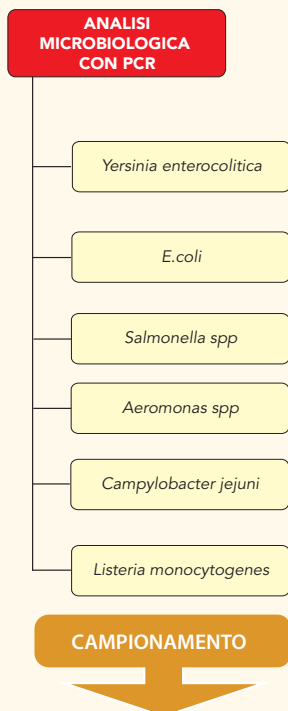 ANALISI
MICROBIOLOGICA
CON PCR
Yersinia enterocolitica
E.coli
Salmonella spp
Aeromonas spp
Campylobacter jejuni
Listeria monocytogenes
CAMPIONAMENTO